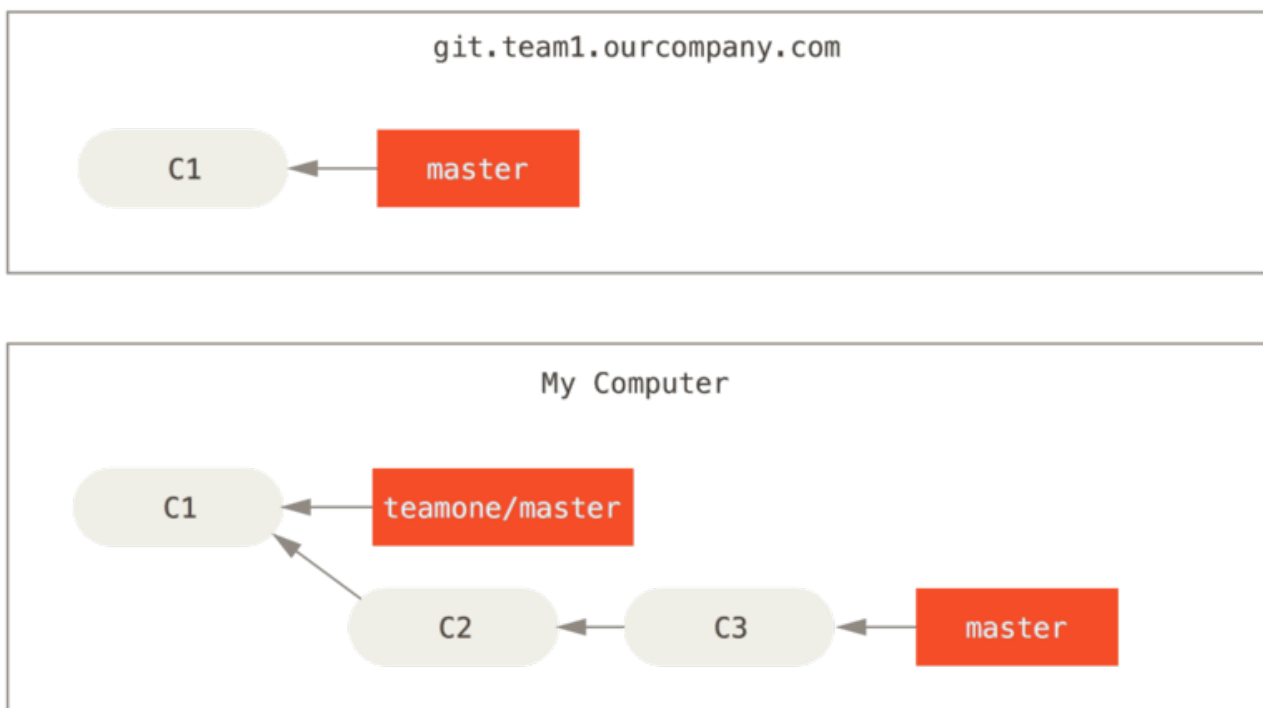 git.team1.ourcompany.com
C1
master
My Computer
C1
teamone/master
C2
C3
master